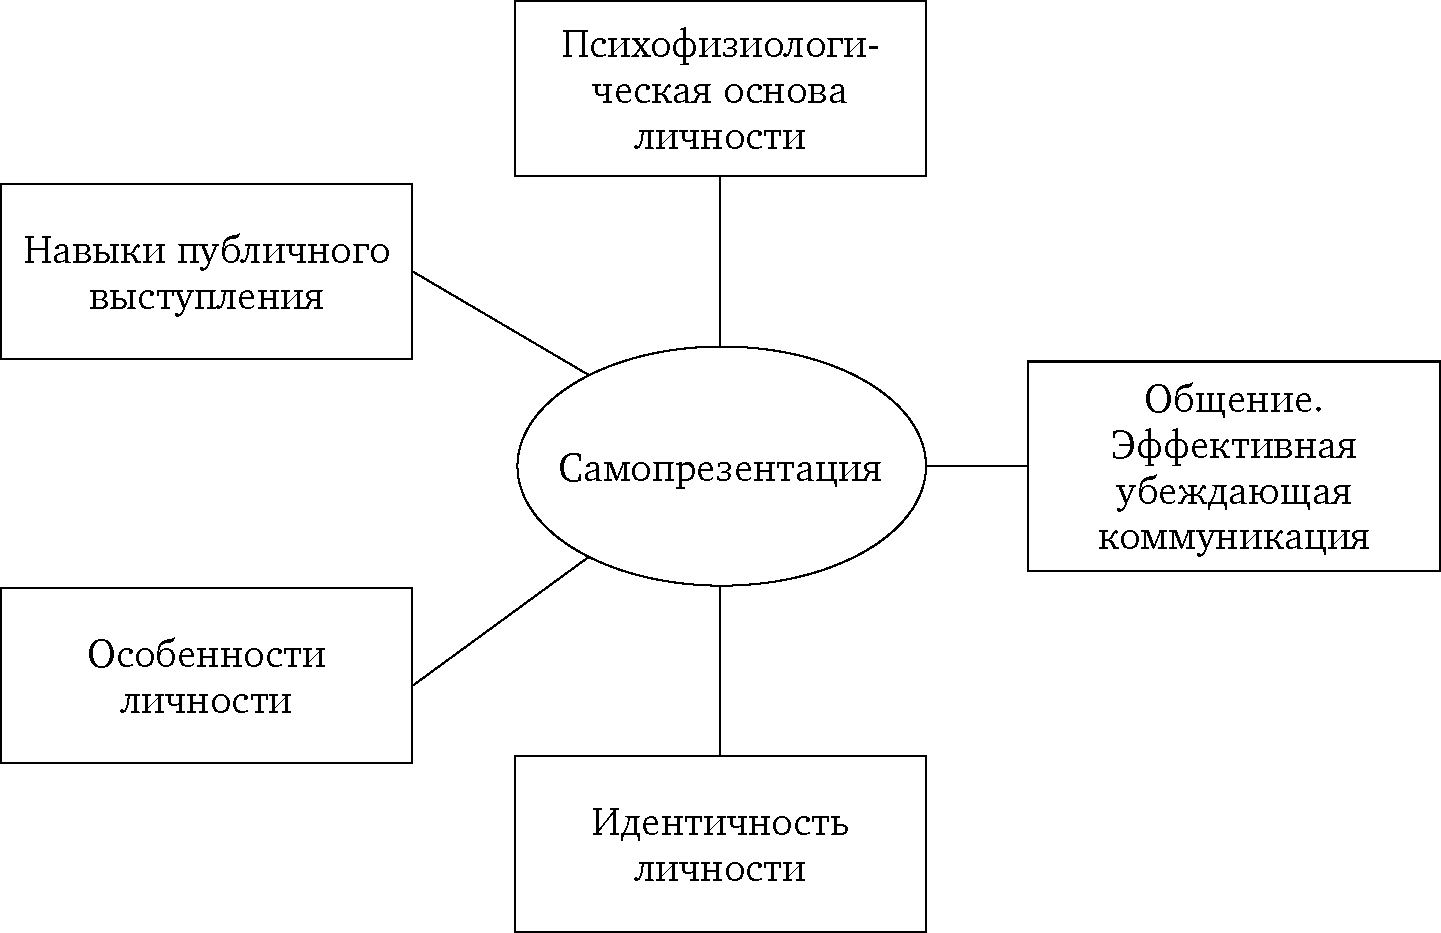 Психофизиологи-
ческая основа
личности
Навыки публичного
выступления
Общение.
Эффективная
убеждающая
коммуникация
Самопрезентация
Особенности
личности
Идентичность
личности